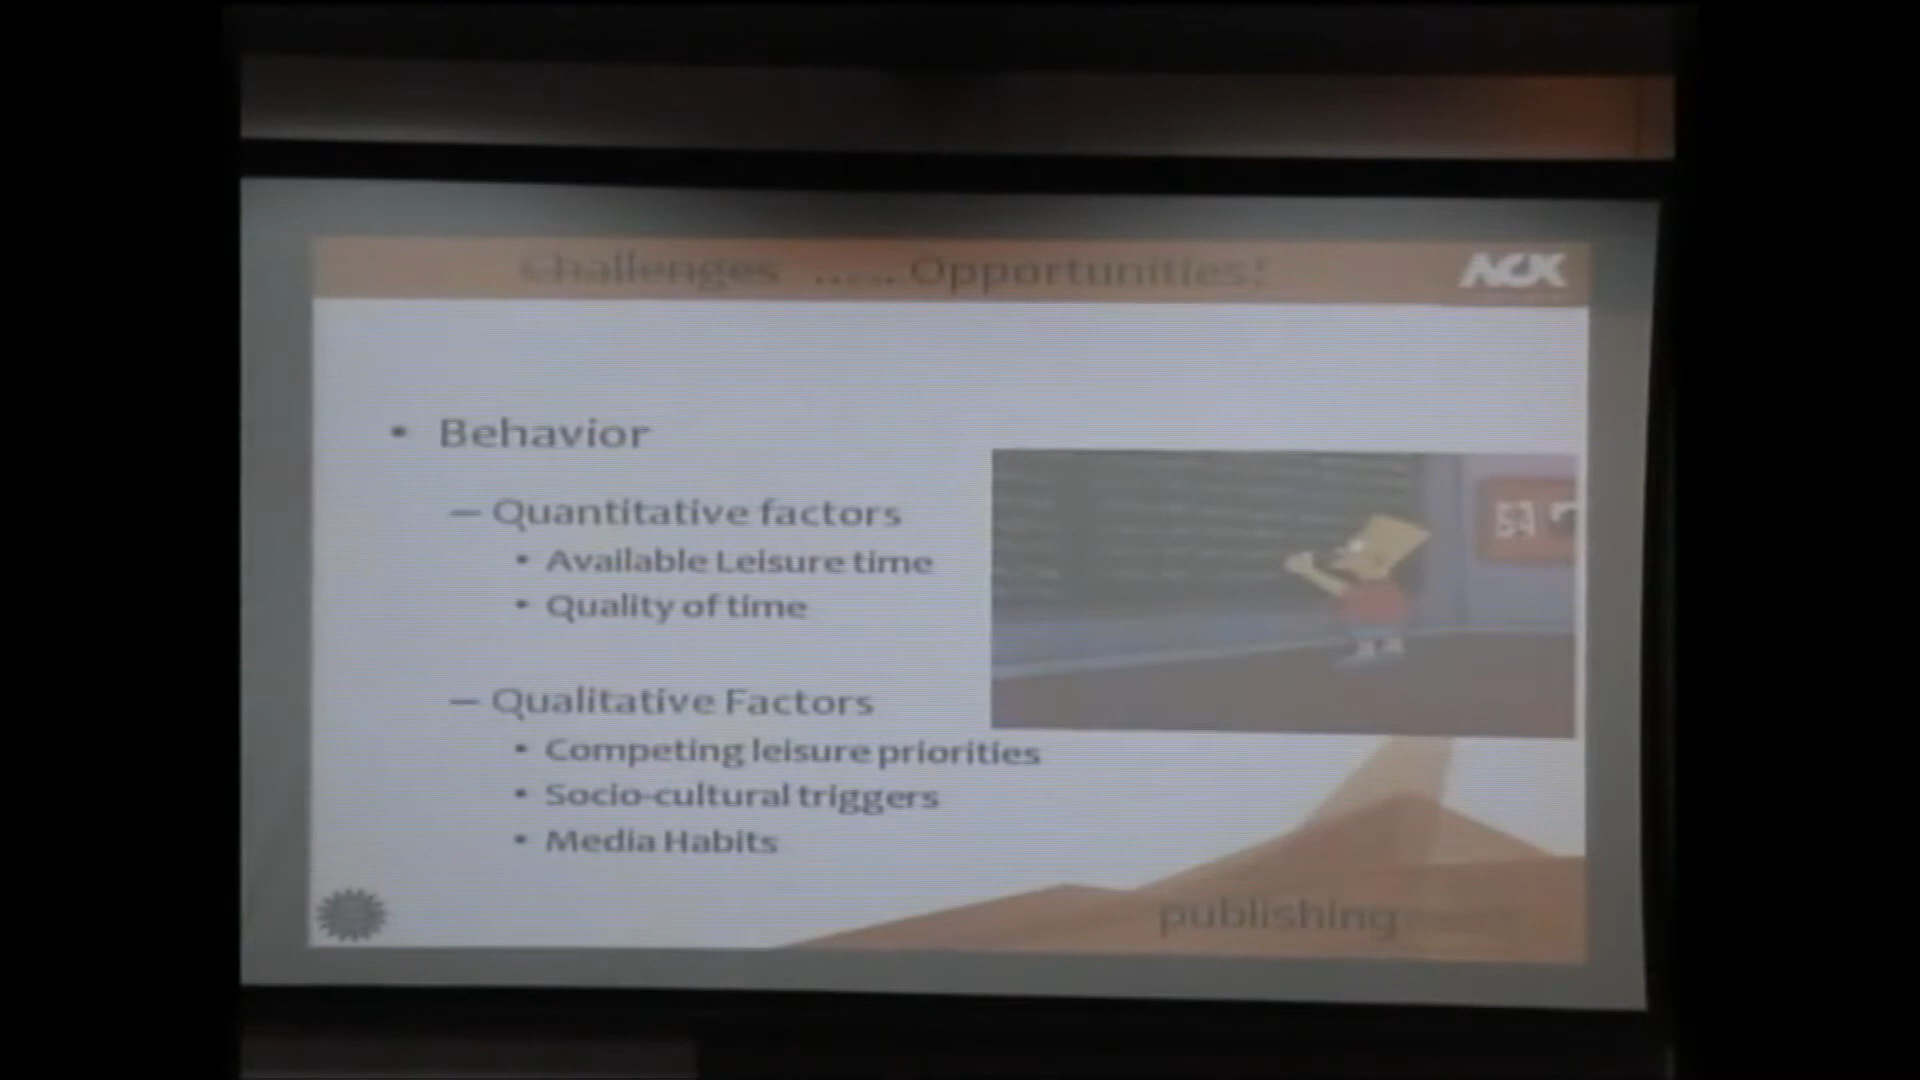 Challenges ...... Opportunities!
ACK
• Behavior
– Quantitative factors
• Available Leisure time
• Quality of time
– Qualitative Factors
• Competing leisure priorities
• Socio-cultural triggers
• Media Habits
publishing